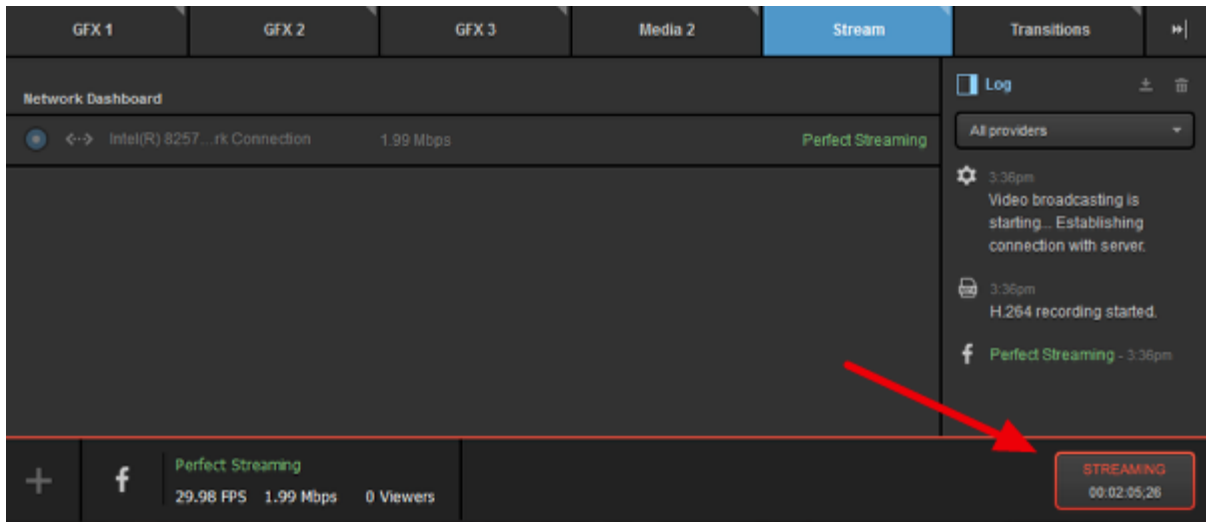 GFX 1
GFX 2
GFX 3
Media 2
Stream
Transitions
Network Dashboard
Intel(R) 8257...rk Connection 1.99 Mbps Perfect Streaming
Log
All providers
3:36pm
Video broadcasting is
starting... Establishing
connection with server.
3:36pm
H.264 recording started.
Perfect Streaming - 3:36pm
Perfect Streaming
29.98 FPS 1.99 Mbps 0 Viewers
STREAMING
00:02:05;26